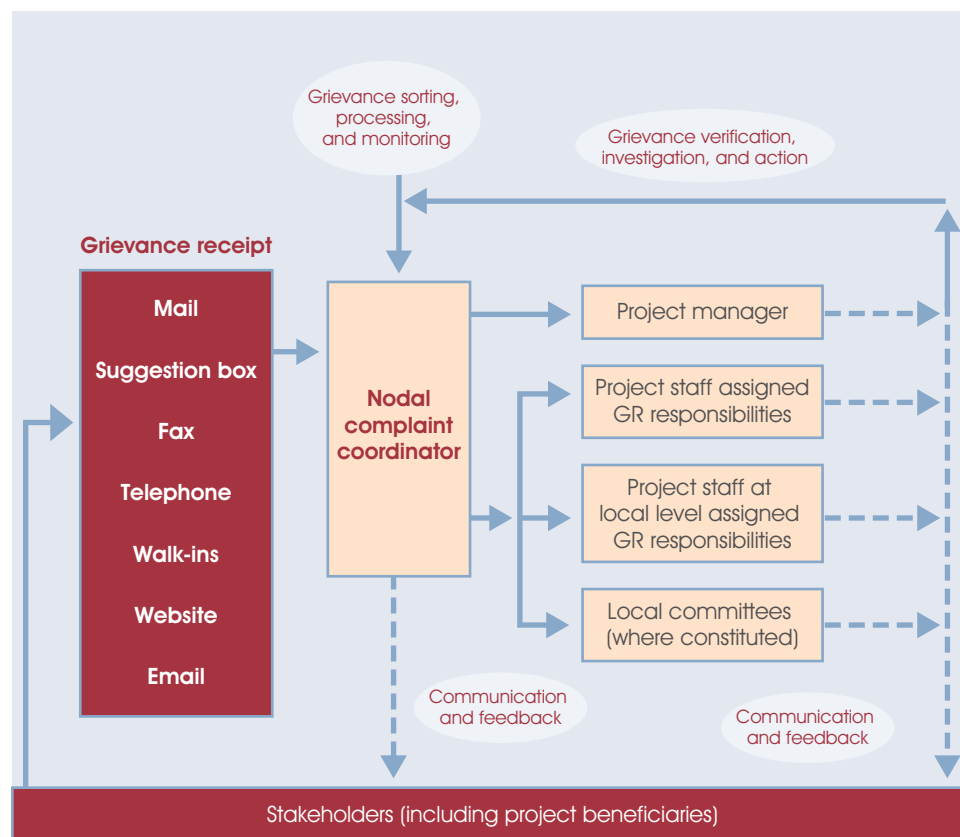 Grievance sorting,
processing,
and monitoring
Grievance verification,
investigation, and action
Grievance receipt
Mail
Suggestion box
Fax
Telephone
Walk-ins
Website
Email
Nodal
complaint
coordinator
Project manager
Project staff assigned
GR responsibilities
Project staff at
local level assigned
GR responsibilities
Local committees
(where constituted)
Communication
and feedback
Communication
and feedback
Stakeholders (including project beneficiaries)